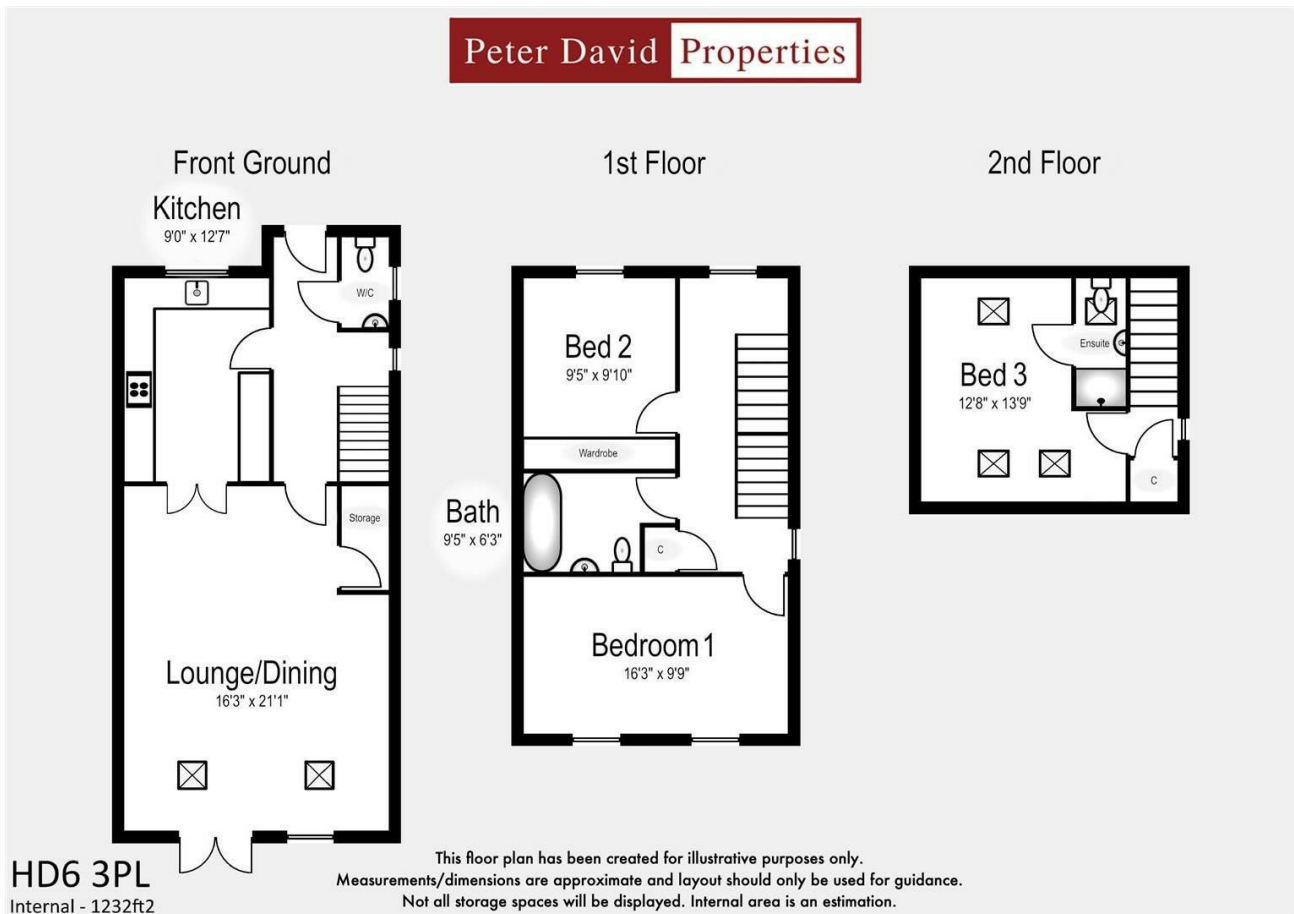 Peter David Properties
Front Ground
1st Floor
2nd Floor
Kitchen
9'0" x 12'7"
W/C
Storage
Lounge/Dining
16'3" x 21'1"
Bed 2
9'5" x 9'10"
Wardrobe
Bath
9'5" x 6'3"
C
Bedroom 1
16'3" x 9'9"
Ensuite
Bed 3
12'8" x 13'9"
C
HD6 3PL
Internal - 1232ft2
This floor plan has been created for illustrative purposes only.
Measurements/dimensions are approximate and layout should only be used for guidance.
Not all storage spaces will be displayed. Internal area is an estimation.